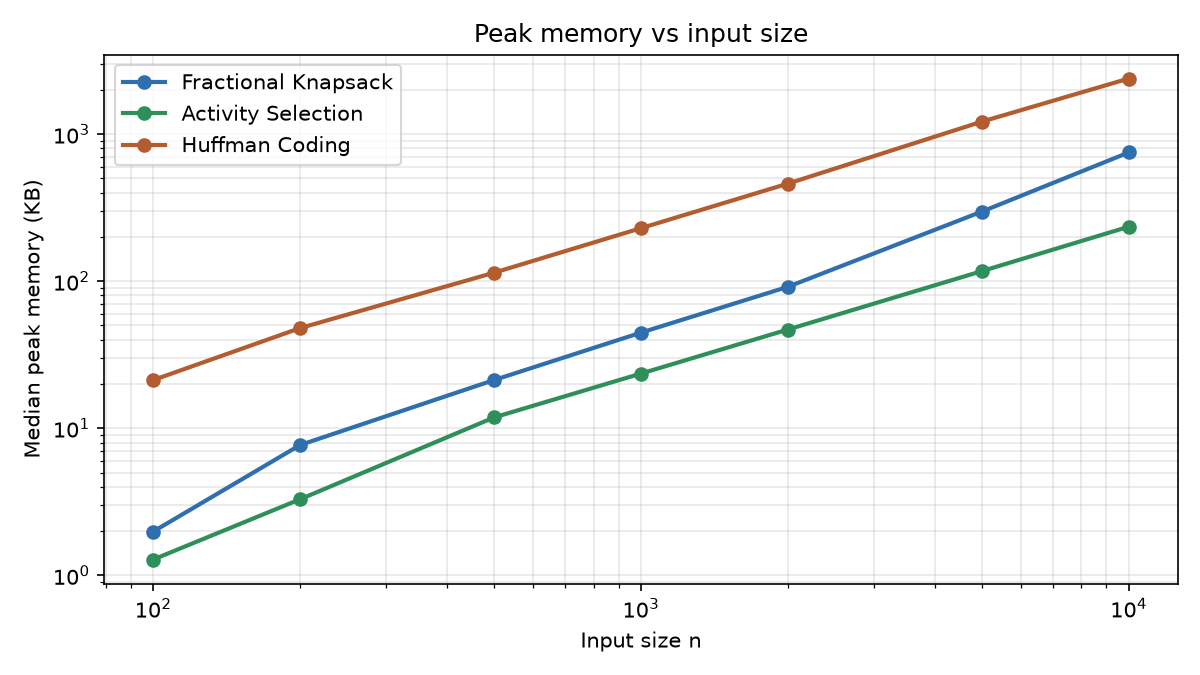 Peak memory vs input size
Fractional Knapsack
Activity Selection
Huffman Coding
Median peak memory (KB)
10³
10²
10¹
10⁰
10² 10³ 10⁴
Input size n